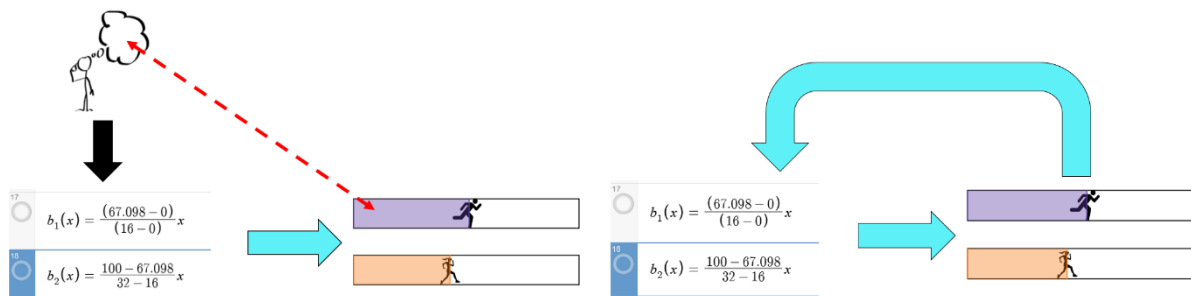 17
b₁(x) = (67.098 − 0)/(16 − 0) x
18
b₂(x) = 100 − 67.098/32 − 16 x
17
b₁(x) = (67.098 − 0)/(16 − 0) x
18
b₂(x) = 100 − 67.098/32 − 16 x